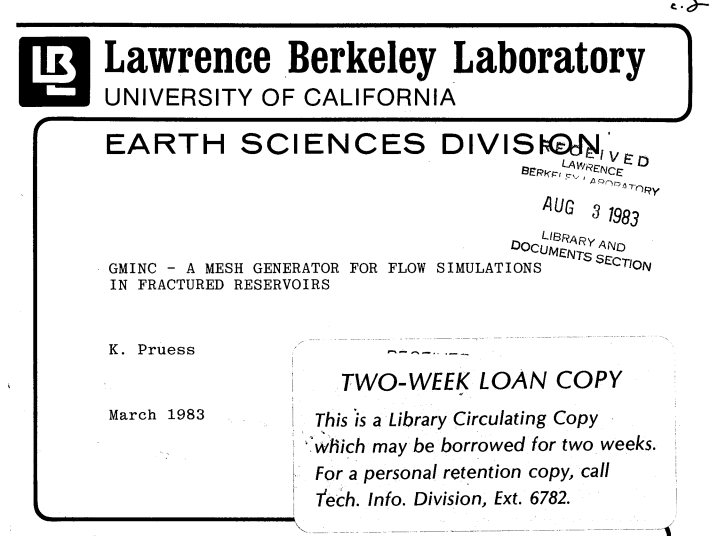 c.2
LB
Lawrence Berkeley Laboratory
UNIVERSITY OF CALIFORNIA
EARTH SCIENCES DIVISION
RECEIVED
LAWRENCE
BERKELEY LABORATORY
AUG 3 1983
LIBRARY AND
DOCUMENTS SECTION
GMINC - A MESH GENERATOR FOR FLOW SIMULATIONS
IN FRACTURED RESERVOIRS
K. Pruess
March 1983
TWO-WEEK LOAN COPY
This is a Library Circulating Copy
which may be borrowed for two weeks.
For a personal retention copy, call
Tech. Info. Division, Ext. 6782.